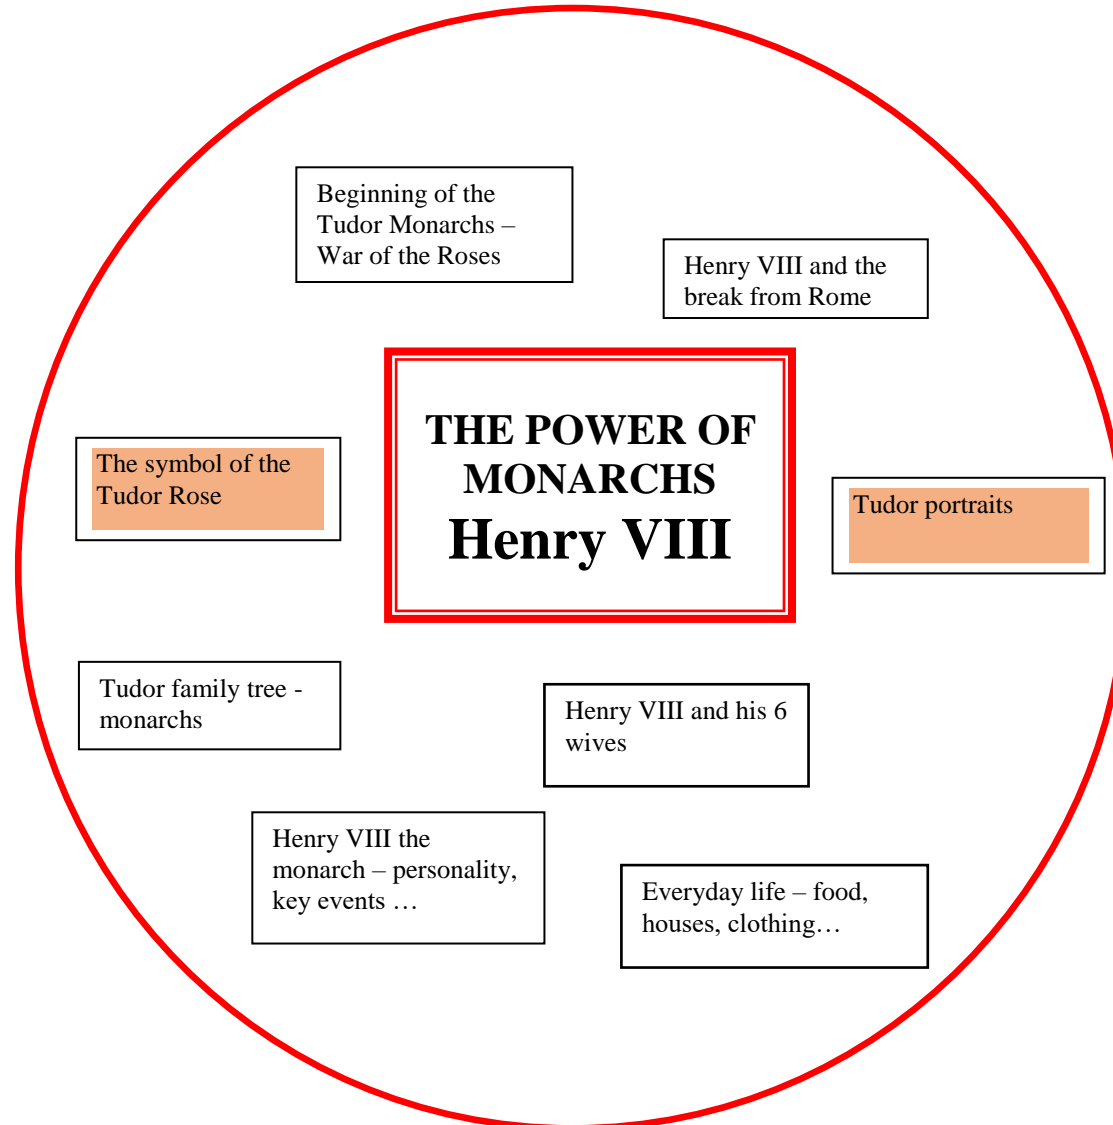 Beginning of the
Tudor Monarchs –
War of the Roses
Henry VIII and the
break from Rome
THE POWER OF
MONARCHS
Henry VIII
The symbol of the
Tudor Rose
Tudor portraits
Tudor family tree -
monarchs
Henry VIII and his 6
wives
Henry VIII the
monarch – personality,
key events …
Everyday life – food,
houses, clothing…